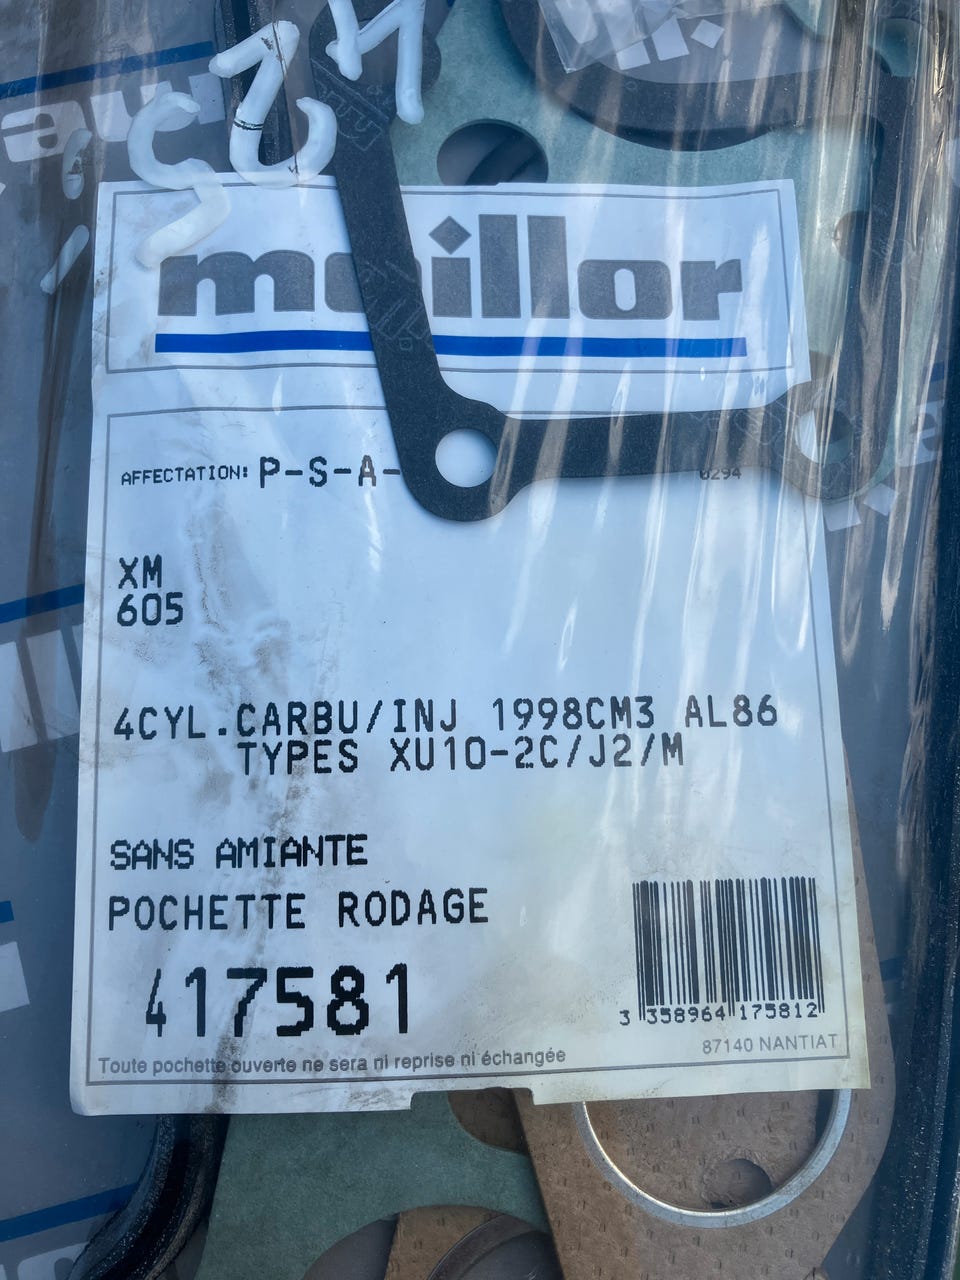 meillor
AFFECTATION: P-S-A-
0294
XM
605
4CYL.CARBU/INJ 1998CM3 AL86
TYPES XU10-2C/J2/M
SANS AMIANTE
POCHETTE RODAGE
417581
3 358964 175812
87140 NANTIAT
Toute pochette ouverte ne sera ni reprise ni échangée